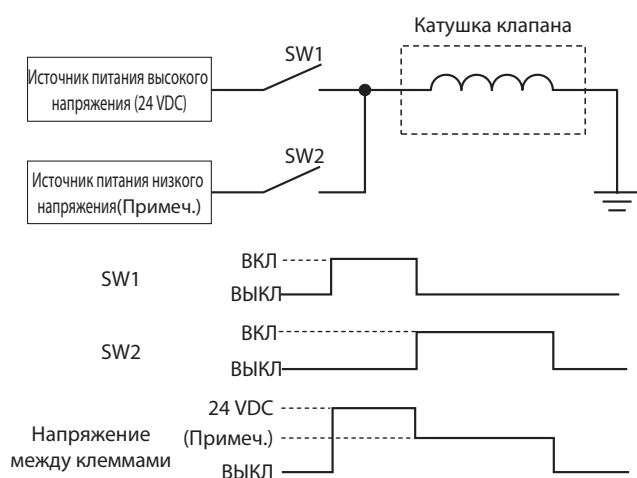 Катушка клапана
SW1
Источник питания высокого
напряжения (24 VDC)
SW2
Источник питания низкого
напряжения(Примеч.)
ВКЛ
SW1
ВЫКЛ
ВКЛ
SW2
ВЫКЛ
24 VDC
Напряжение
(Примеч.)
между клеммами
ВЫКЛ